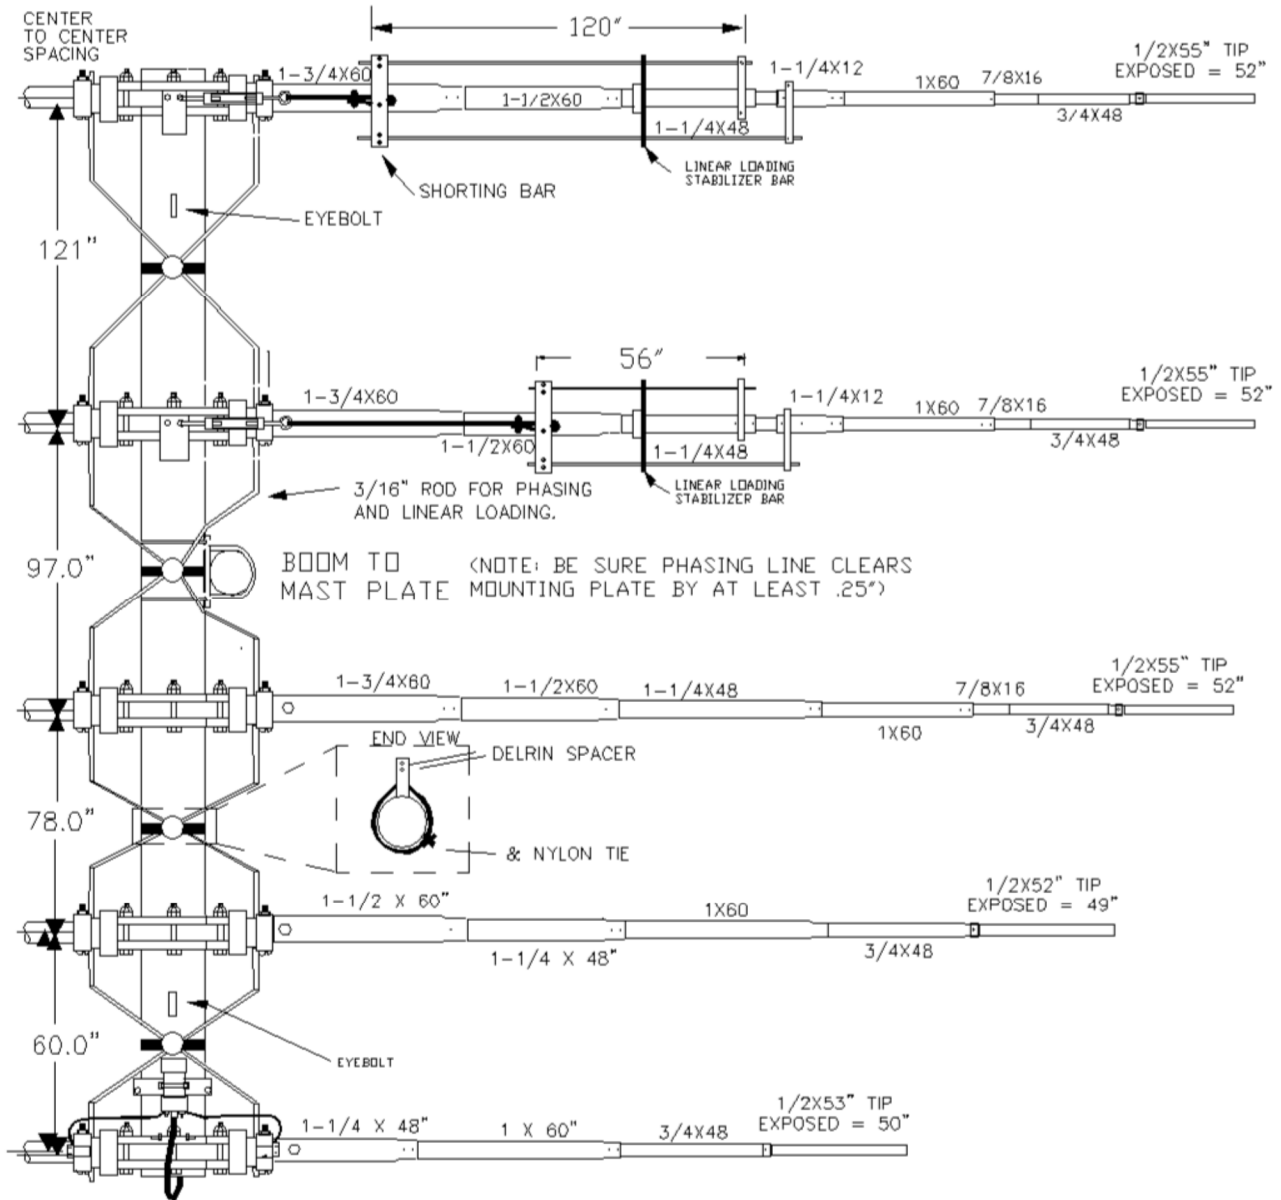 CENTER
TO CENTER
SPACING
120"
1-3/4X60
1-1/2X60
1-1/4X48
1-1/4X12
1X60
7/8X16
3/4X48
1/2X55" TIP
EXPOSED = 52"
LINEAR LOADING
STABILIZER BAR
SHORTING BAR
EYEBOLT
121"
56"
1-3/4X60
1-1/2X60
1-1/4X48
1-1/4X12
1X60
7/8X16
3/4X48
1/2X55" TIP
EXPOSED = 52"
LINEAR LOADING
STABILIZER BAR
3/16" ROD FOR PHASING
AND LINEAR LOADING.
97.0"
BOOM TO
MAST PLATE
(NOTE: BE SURE PHASING LINE CLEARS
MOUNTING PLATE BY AT LEAST .25")
1-3/4X60
1-1/2X60
1-1/4X48
1X60
7/8X16
3/4X48
1/2X55" TIP
EXPOSED = 52"
END VIEW
DELRIN SPACER
& NYLON TIE
78.0"
1-1/2 X 60"
1-1/4 X 48"
1X60
3/4X48
1/2X52" TIP
EXPOSED = 49"
60.0"
EYEBOLT
1-1/4 X 48"
1 X 60"
3/4X48
1/2X53" TIP
EXPOSED = 50"